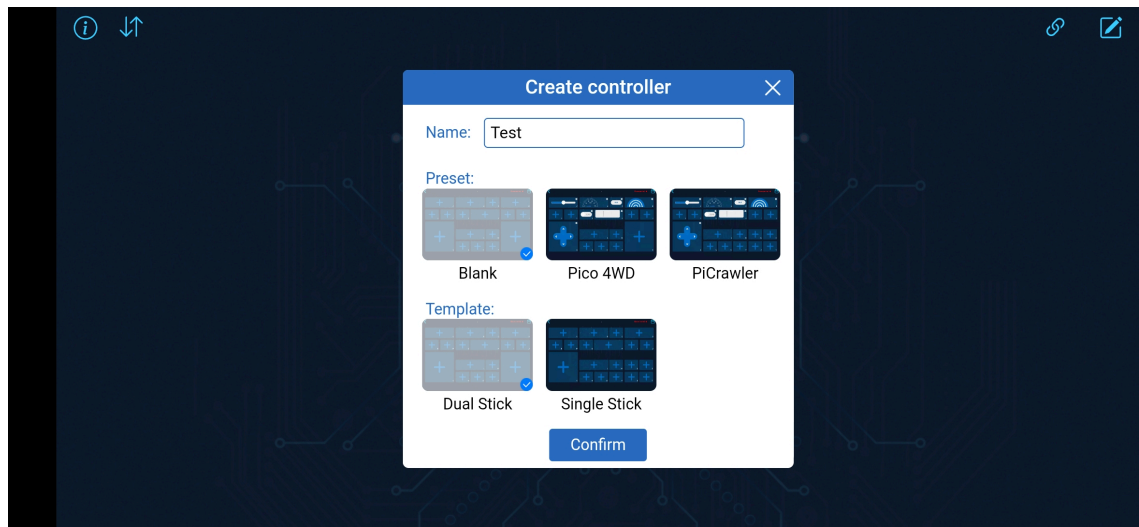 Create controller
Name: Test
Preset:
Blank Pico 4WD PiCrawler
Template:
Dual Stick Single Stick
Confirm